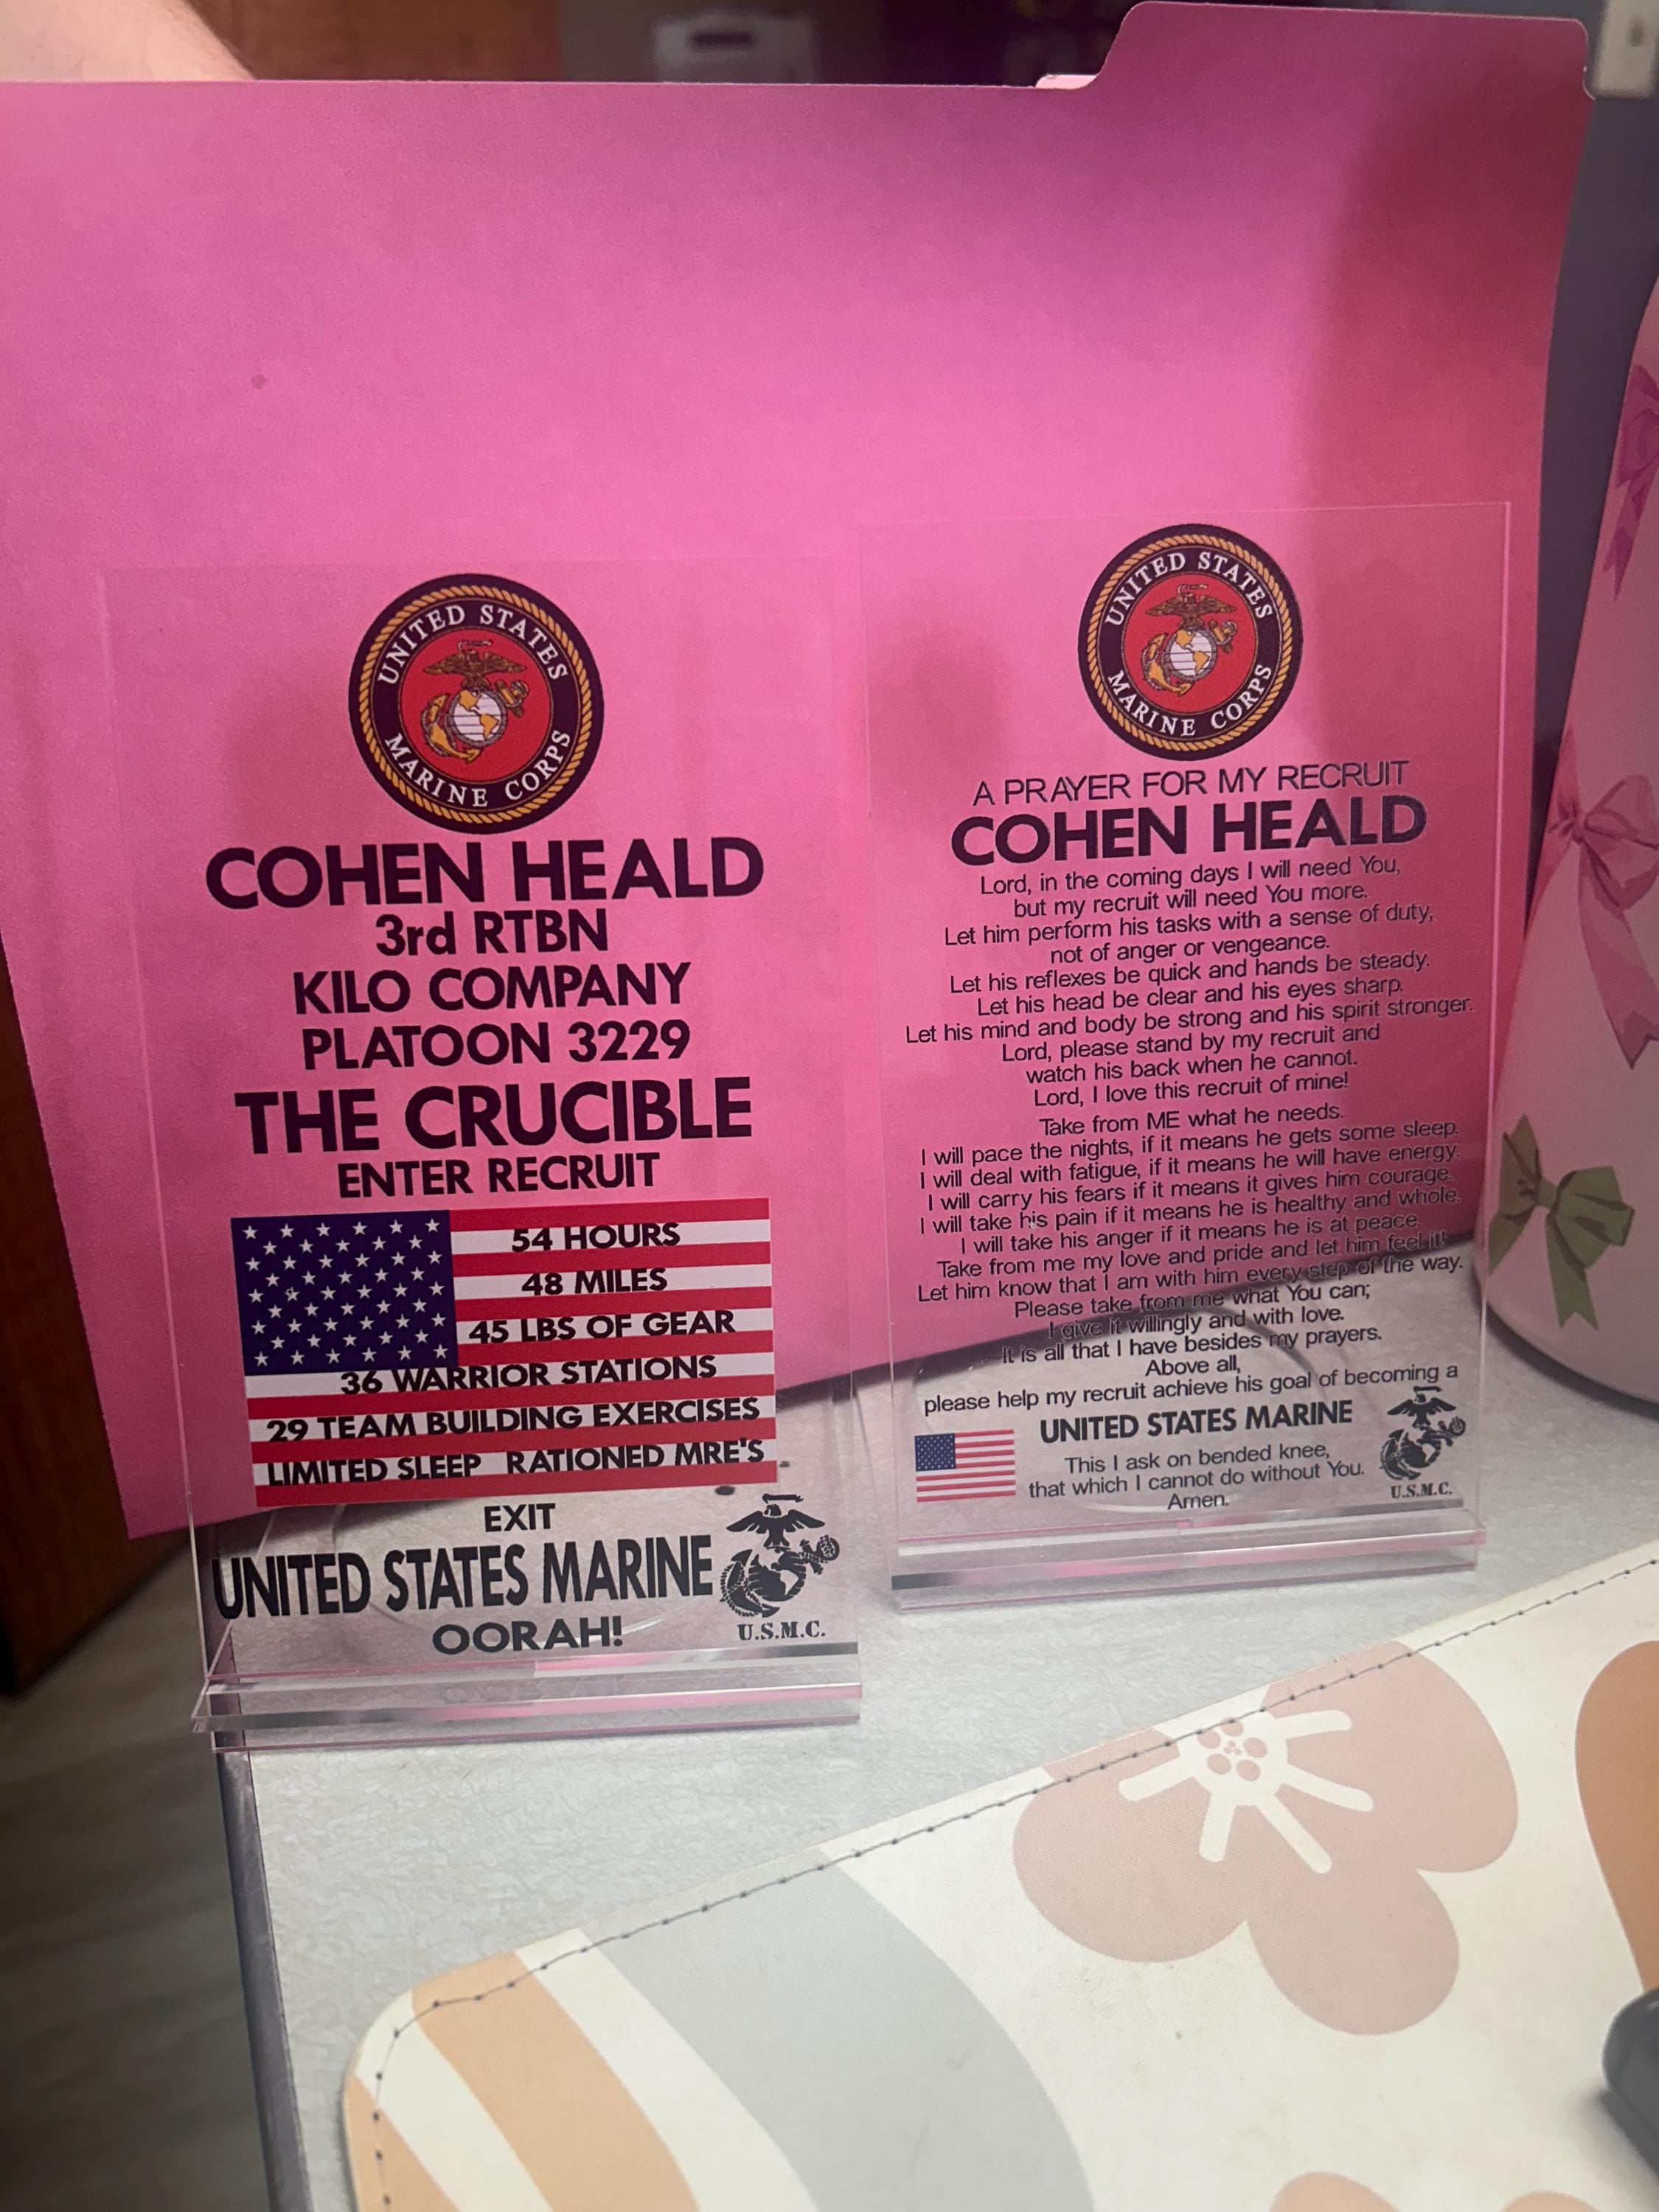 UNITED STATES
MARINE CORPS
COHEN HEALD
3rd RTBN
KILO COMPANY
PLATOON 3229
THE CRUCIBLE
ENTER RECRUIT
54 HOURS
48 MILES
45 LBS OF GEAR
36 WARRIOR STATIONS
29 TEAM BUILDING EXERCISES
LIMITED SLEEP RATIONED MRE'S
EXIT
UNITED STATES MARINE
OORAH!
U.S.M.C.
UNITED STATES
MARINE CORPS
A PRAYER FOR MY RECRUIT
COHEN HEALD
Lord, in the coming days I will need You,
but my recruit will need You more.
Let him perform his tasks with a sense of duty,
not of anger or vengeance.
Let his reflexes be quick and hands be steady.
Let his head be clear and his eyes sharp.
Let his mind and body be strong and his spirit stronger.
Lord, please stand by my recruit and
watch his back when he cannot.
Lord, I love this recruit of mine!
Take from ME what he needs.
I will pace the nights, if it means he gets some sleep.
I will deal with fatigue, if it means he will have energy.
I will carry his fears if it means it gives him courage.
I will take his pain if it means he is healthy and whole.
I will take his anger if it means he is at peace.
Take from me my love and pride and let him feel it!
Let him know that I am with him every step of the way.
Please take from me what You can;
I give it willingly and with love.
It is all that I have besides my prayers.
Above all,
please help my recruit achieve his goal of becoming a
UNITED STATES MARINE
This I ask on bended knee,
that which I cannot do without You.
Amen.
U.S.M.C.